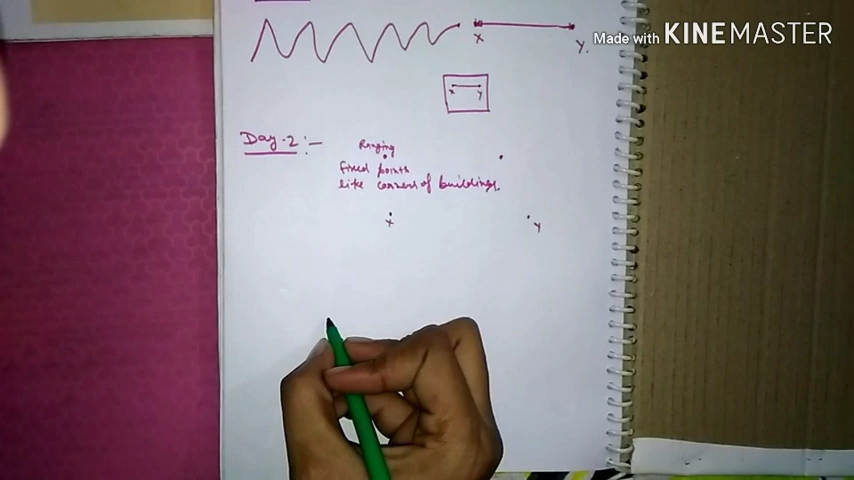 X
Y.
Made with KINEMASTER
X Y
Day.2:-
Ranging
fixed points
like corners of buildings.
X
Y